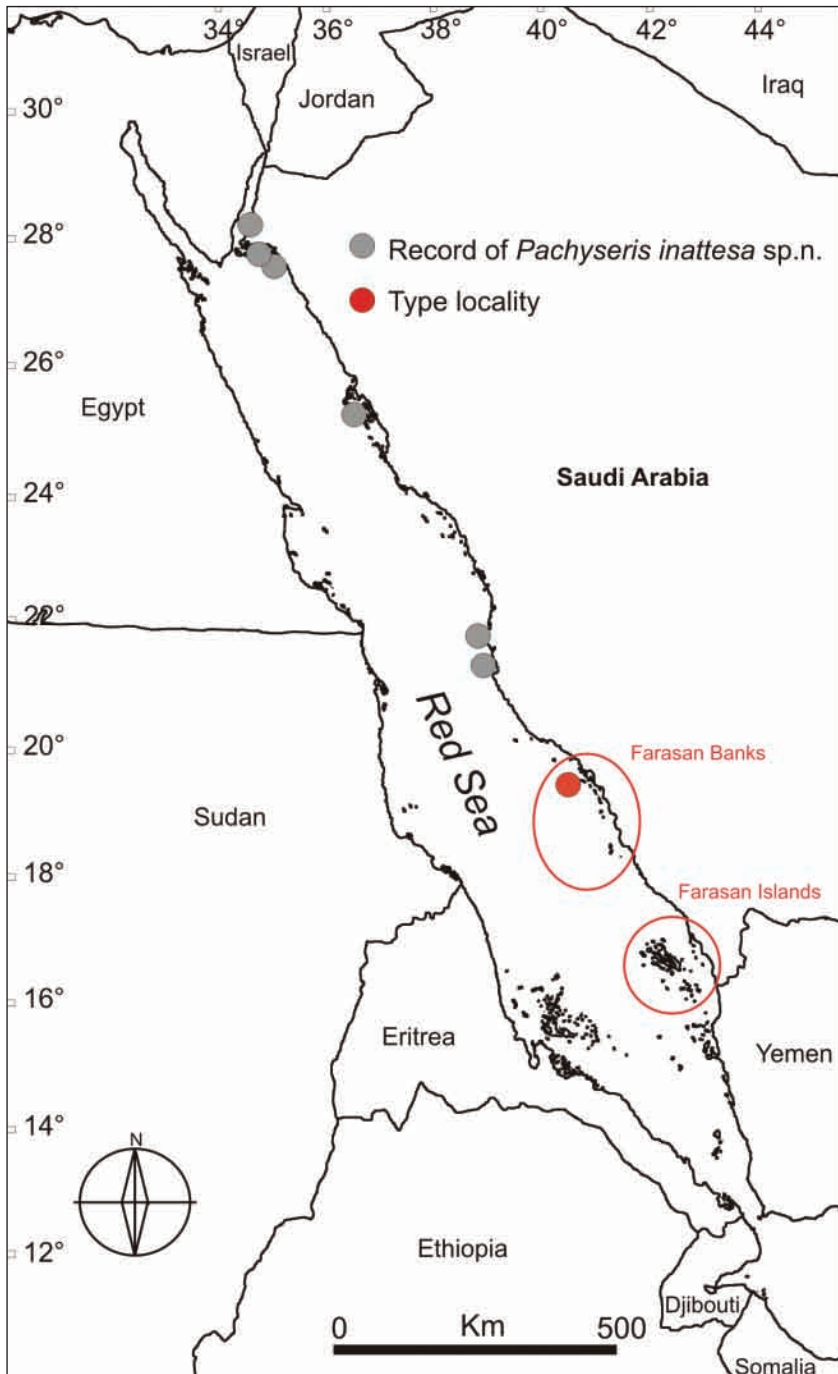 34° 36 38 40° 42 44°
Israel
Jordan
Iraq
30°
28°
Record of Pachyseris inattesa sp.n.
Type locality
26°
Egypt
Saudi Arabia
24°
22°
Red Sea
20°
Farasan Banks
Sudan
18°
Farasan Islands
16°
Eritrea
Yemen
14°
N
12°
Ethiopia
Djibouti
0 Km 500
Somalia